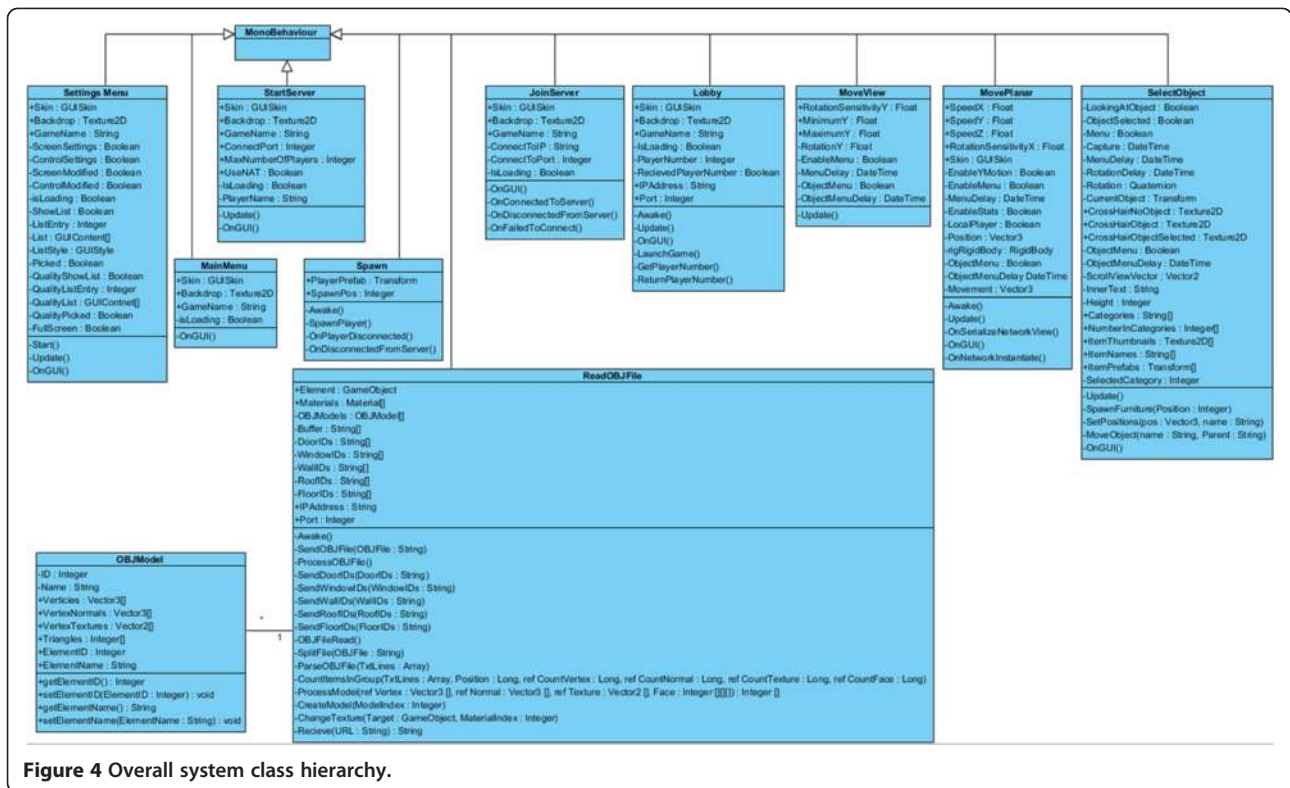 MonoBehaviour
Settings Menu
+Skin : GUISkin
+Backdrop : Texture2D
+GameName : String
-ScreenSettings : Boolean
-ControlSettings : Boolean
-ScreenModified : Boolean
-ControlModified : Boolean
-isLoading : Boolean
-ShowList : Boolean
-ListEntry : Integer
-List : GUIContent[]
-ListStyle : GUIStyle
-Picked : Boolean
-QualityShowList : Boolean
-QualityListEntry : Integer
-QualityList : GUIContnet[]
-QualityPicked : Boolean
-FullScreen : Boolean
-Start()
-Update()
-OnGUI()
StartServer
+Skin : GUISkin
+Backdrop : Texture2D
+GameName : String
+ConnectPort : Integer
+MaxNumberOfPlayers : Integer
+UseNAT : Boolean
-IsLoading : Boolean
-PlayerName : String
-Update()
-OnGUI()
MainMenu
+Skin : GUISkin
+Backdrop : Texture2D
+GameName : String
-isLoading : Boolean
-OnGUI()
Spawn
+PlayerPrefab : Transform
+SpawnPos : Integer
-Awake()
-SpawnPlayer()
-OnPlayerDisconnected()
-OnDisconnectedFromServer()
JoinServer
+Skin : GUISkin
+Backdrop : Texture2D
+GameName : String
-ConnectToIP : String
-ConnectToPort : Integer
-IsLoading : Boolean
-OnGUI()
-OnConnectedToServer()
-OnDisconnectedFromServer()
-OnFailedToConnect()
Lobby
+Skin : GUISkin
+Backdrop : Texture2D
+GameName : String
-IsLoading : Boolean
-PlayerNumber : Integer
-RecievedPlayerNumber : Boolean
+IPAddress : String
+Port : Integer
-Awake()
-Update()
-OnGUI()
-LaunchGame()
-GetPlayerNumber()
-ReturnPlayerNumber()
MoveView
+RotationSensitivityY : Float
+MinimumY : Float
+MaximumY : Float
-RotationY : Float
-EnableMenu : Boolean
-MenuDelay : DateTime
-ObjectMenu : Boolean
-ObjectMenuDelay : DateTime
-Update()
MovePlanar
+SpeedX : Float
+SpeedY : Float
+SpeedZ : Float
+RotationSensitivityX : Float
+Skin : GUISkin
-EnableYMotion : Boolean
-EnableMenu : Boolean
-MenuDelay : DateTime
-EnableStats : Boolean
-LocalPlayer : Boolean
-Position : Vector3
-rigRigidBody : RigidBody
-ObjectMenu : Boolean
-ObjectMenuDelay DateTime
-Movement : Vector3
-Awake()
-Update()
-OnSerializeNetworkView()
-OnGUI()
-OnNetworkInstantiate()
SelectObject
-LookingAtObject : Boolean
-ObjectSelected : Boolean
-Menu : Boolean
-Capture : DateTime
-MenuDelay : DateTime
-RotationDelay : DateTime
-Rotation : Quaternion
-CurrentObject : Transform
+CrossHairNoObject : Texture2D
+CrossHairObject : Texture2D
+CrossHairObjectSelected : Texture2D
-ObjectMenu : Boolean
-ObjectMenuDelay : DateTime
-ScrollViewVector : Vector2
-InnerText : String
-Height : Integer
+Categories : String[]
+NumberInCategories : Integer[]
+ItemThumbnails : Texture2D[]
+ItemNames : String[]
+ItemPrefabs : Transform[]
-SelectedCategory : Integer
-Update()
-SpawnFurniture(Position : Integer)
-SetPositions(pos : Vector3, name : String)
-MoveObject(name : String, Parent : String)
-OnGUI()
ReadOBJFile
+Element : GameObject
+Materials : Material[]
-OBJModels : OBJModel[]
-Buffer : String[]
-DoorIDs : String[]
-WindowIDs : String[]
-WallIDs : String[]
-RoofIDs : String[]
-FloorIDs : String[]
+IPAddress : String
+Port : Integer
-Awake()
-SendOBJFile(OBJFile : String)
-ProcessOBJFile()
-SendDoorIDs(DoorIDs : String)
-SendWindowIDs(WindowIDs : String)
-SendWallIDs(WallIDs : String)
-SendRoofIDs(RoofIDs : String)
-SendFloorIDs(FloorIDs : String)
-OBJFileRead()
-SplitFile(OBJFile : String)
-ParseOBJFile(TxtLines : Array)
-CountItemsInGroup(TxtLines : Array, Position : Long, ref CountVertex : Long, ref CountNormal : Long, ref CountTexture : Long, ref CountFace : Long)
-ProcessModel(ref Vertex : Vector3 [], ref Normal : Vector3 [], ref Texture : Vector2 [], Face : Integer [][][]) : Integer []
-CreateModel(ModelIndex : Integer)
-ChangeTexture(Target : GameObject, MaterialIndex : Integer)
-Recieve(URL : String) : String
OBJModel
-ID : Integer
-Name : String
+Verticies : Vector3[]
+VertexNormals : Vector3[]
+VertexTextures : Vector2[]
+Triangles : Integer[]
+ElementID : Integer
+ElementName : String
+getElementID() : Integer
+setElementID(ElementID : Integer) : void
+getElementName() : String
+setElementName(ElementName : String) : void
*
1
Figure 4 Overall system class hierarchy.